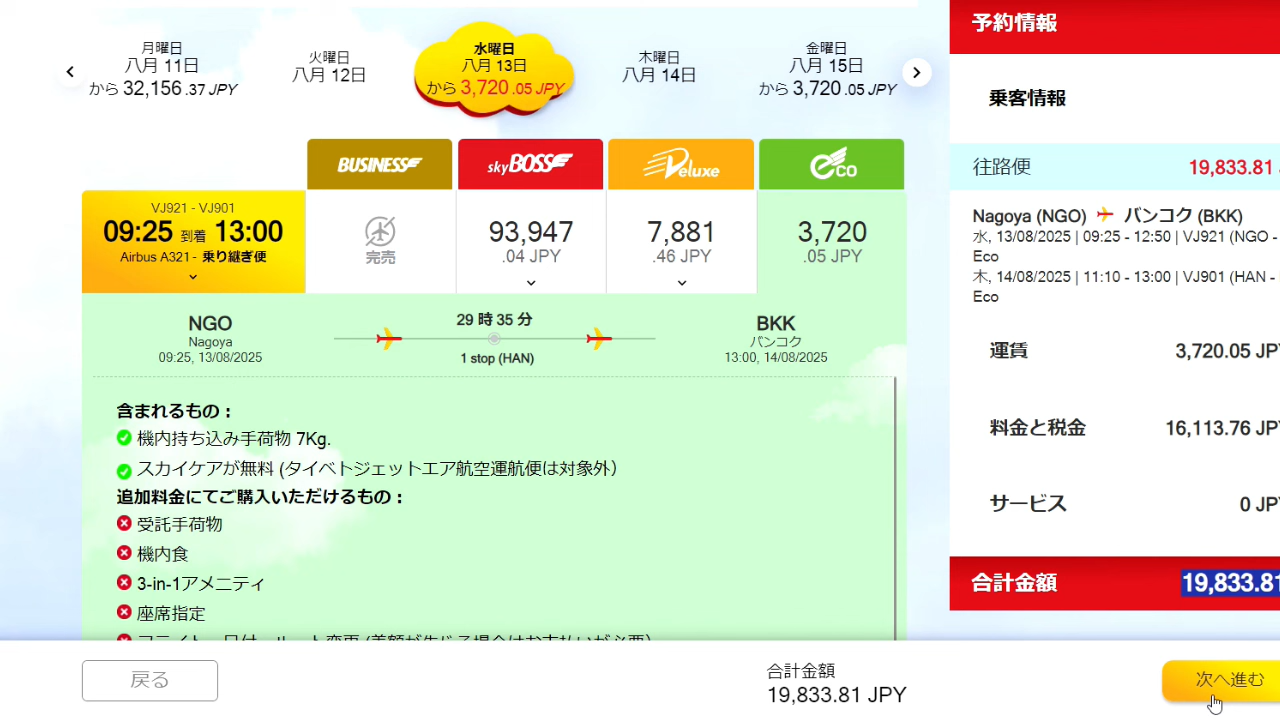 月曜日
八月 11日
から 32,156 .37 JPY
火曜日
八月 12日
水曜日
八月 13日
から 3,720 .05 JPY
木曜日
八月 14日
金曜日
八月 15日
から 3,720 .05 JPY
BUSINESS
skyBOSS
Deluxe
eco
VJ921 - VJ901
09:25 到着 13:00
Airbus A321 - 乗り継ぎ便
完売
93,947
.04 JPY
7,881
.46 JPY
3,720
.05 JPY
NGO
Nagoya
09:25, 13/08/2025
29 時 35 分
1 stop (HAN)
BKK
バンコク
13:00, 14/08/2025
含まれるもの：
機内持ち込み手荷物 7Kg.
スカイケアが無料 (タイベトジェットエア航空運航便は対象外)
追加料金にてご購入いただけるもの：
受託手荷物
機内食
3-in-1アメニティ
座席指定
予約情報
乗客情報
往路便
19,833.81
Nagoya (NGO) バンコク (BKK)
水, 13/08/2025 | 09:25 - 12:50 | VJ921 (NGO -
Eco
木, 14/08/2025 | 11:10 - 13:00 | VJ901 (HAN -
Eco
運賃 3,720.05 JPY
料金と税金 16,113.76 JPY
サービス 0 JPY
合計金額 19,833.81
戻る
合計金額
19,833.81 JPY
次へ進む